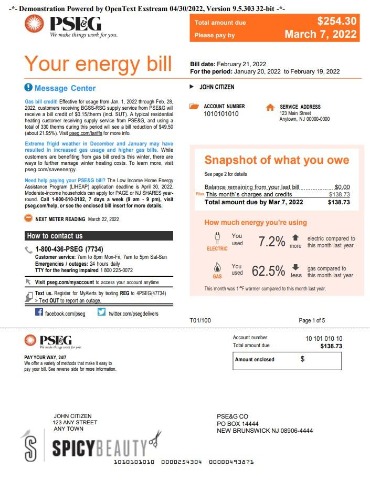 -*- Demonstration Powered by OpenText Exstream 04/30/2022, Version 9.5.303 32-bit -*-
PSE&G
We make things work for you.
Total amount due $254.30
Please pay by March 7, 2022
Your energy bill
Bill date: February 21, 2022
For the period: January 20, 2022 to February 19, 2022
Message Center
JOHN CITIZEN
Gas bill credit! Effective for usage from Jan. 1, 2022 through Feb. 28,
2022, customers receiving BGSS-RSG supply service from PSE&G will
receive a bill credit of $0.15/therm (incl. SUT). A typical residential
heating customer receiving supply service from PSE&G, and using a
total of 330 therms during this period will see a bill reduction of $49.50
(about 21.95%). Visit pseg.com/tariffs for more info
ACCOUNT NUMBER
1010101010
SERVICE ADDRESS
123 Main Street
Anytown, NJ 00000-0000
Extreme frigid weather in December and January may have
resulted in increased gas usage and higher gas bills. While
customers are benefiting from gas bill credits this winter, there are
ways to further manage winter heating costs. To learn more, visit
pseg.com/saveenergy
Need help paying your PSE&G bill? The Low Income Home Energy
Assistance Program (LIHEAP) application deadline is April 30, 2022.
Moderate-income households can apply for PAGE or NJ SHARES year-
round. Call 1-800-510-3102, 7 days a week (9 am - 9 pm), visit
pseg.com/help, or see the enclosed bill insert for more details.
NEXT METER READING March 22, 2022
Snapshot of what you owe
See page 2 for details
Balance remaining from your last bill $0.00
This month's charges and credits $138.73
Total amount due by Mar 7, 2022 $138.73
How much energy you're using
ELECTRIC You used 7.2% more electric compared to this month last year
GAS You used 62.5% less gas compared to this month last year
This month was 1 °F warmer compared to this month last year.
How to contact us
1-800-436-PSEG (7734)
Customer service: 7am to 8pm Mon-Fri, 7am to 5pm Sat-Sun
Emergencies / outages: 24 hours daily
TTY for the hearing impaired 1 800 225-0072
Visit pseg.com/myaccount to access your account anytime
Text us. Register for MyAlerts by texting REG to 4PSEG(47734)
> Text OUT to report an outage.
facebook.com/pseg
twitter.com/psegdelivers
T01/100
Page 1 of 5
PSE&G
We make things work for you.
Account number 10 101 010 10
Total amount due $138.73
PAY YOUR WAY, 24/7
We offer a variety of methods that make it easy to
pay your bill. See reverse side for more information.
Amount enclosed $
JOHN CITIZEN
123 ANY STREET
ANY TOWN
PSE&G CO
PO BOX 14444
NEW BRUNSWICK NJ 08906-4444
S SPICYBEAUTY
1010101010 0000254304 00000493871